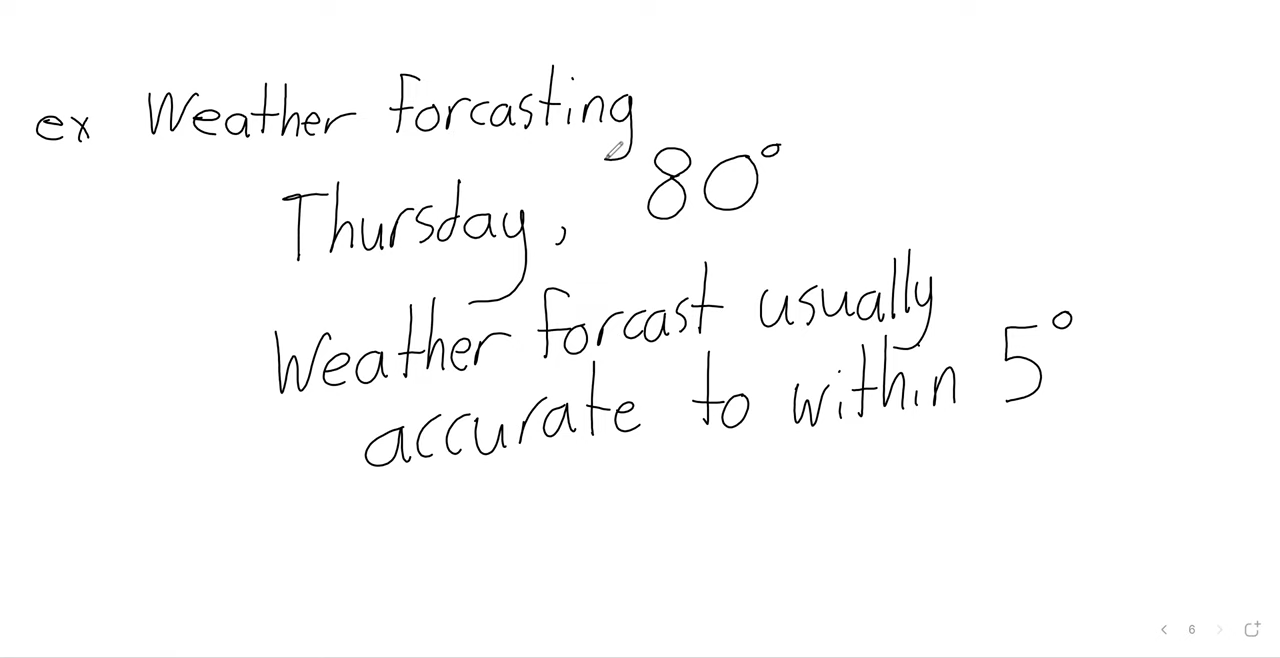 ex Weather forcasting
Thursday, 80°
Weather forcast usually
accurate to within 5°
6